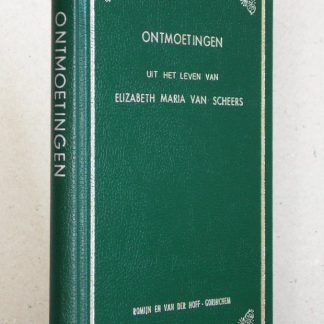 ONTMOETINGEN
ONTMOETINGEN
UIT HET LEVEN VAN
ELIZABETH MARIA VAN SCHEERS
ROMIJN EN VAN DER HOFF - GORINCHEM